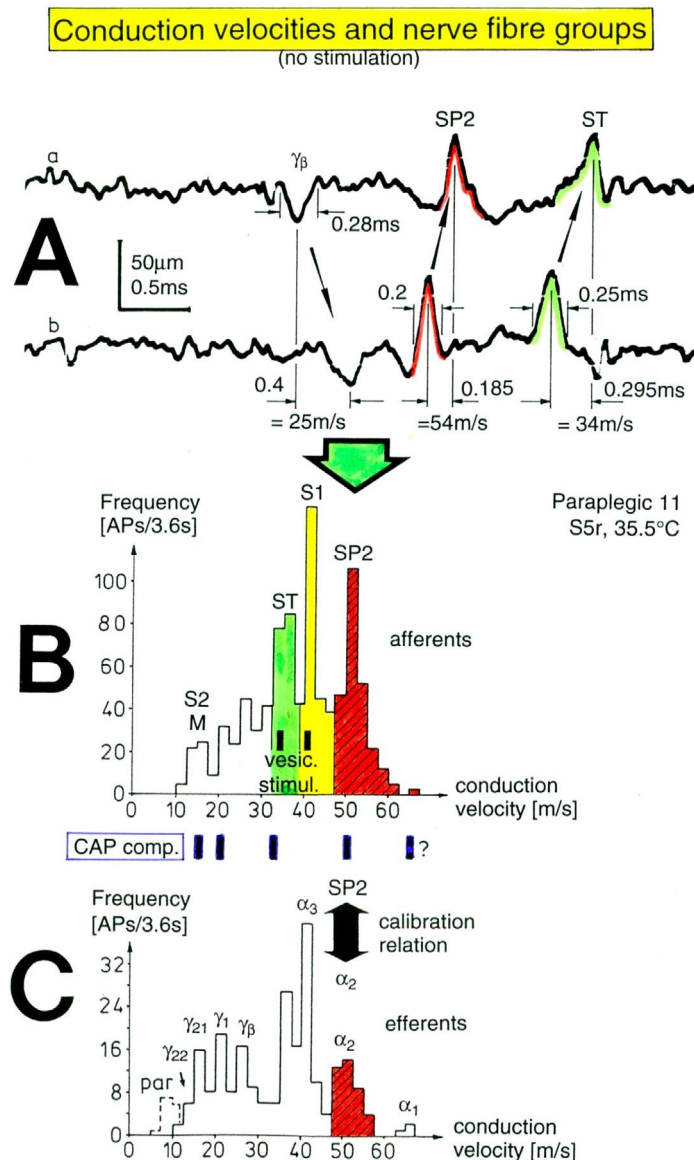 Conduction velocities and nerve fibre groups
(no stimulation)
SP2
ST
a
γβ
0.28ms
A
50μm
0.5ms
0.2
0.25ms
b
0.4
0.185
0.295ms
= 25m/s
=54m/s
= 34m/s
Frequency
[APs/3.6s]
S1
Paraplegic 11
S5r, 35.5°C
SP2
100
ST
80
B
afferents
60
S2
M
40
20
vesic.
stimul.
0
0 10 20 30 40 50 60
conduction
velocity [m/s]
CAP comp.
?
Frequency
[APs/3.6s]
SP2
α3
calibration
relation
C
32
α2
24
γ21
γ1
γβ
efferents
16
γ22
α2
par
8
α1
0
0 10 20 30 40 50 60
conduction
velocity [m/s]